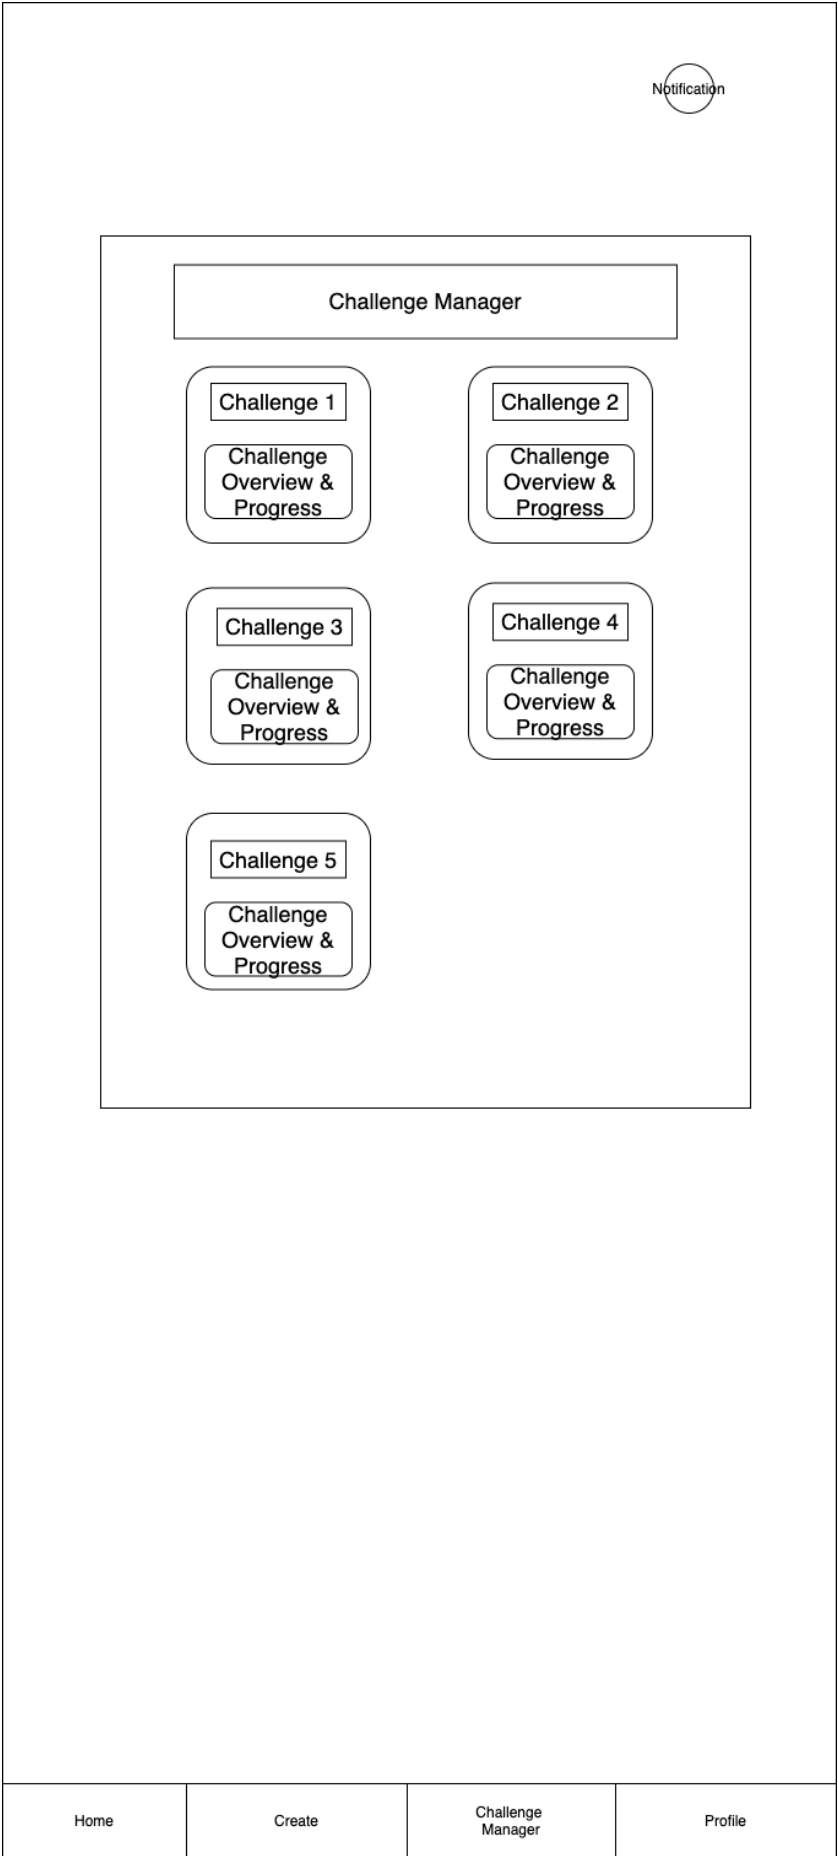 Notification
Challenge Manager
Challenge 1
Challenge
Overview &
Progress
Challenge 2
Challenge
Overview &
Progress
Challenge 3
Challenge
Overview &
Progress
Challenge 4
Challenge
Overview &
Progress
Challenge 5
Challenge
Overview &
Progress
Home
Create
Challenge
Manager
Profile